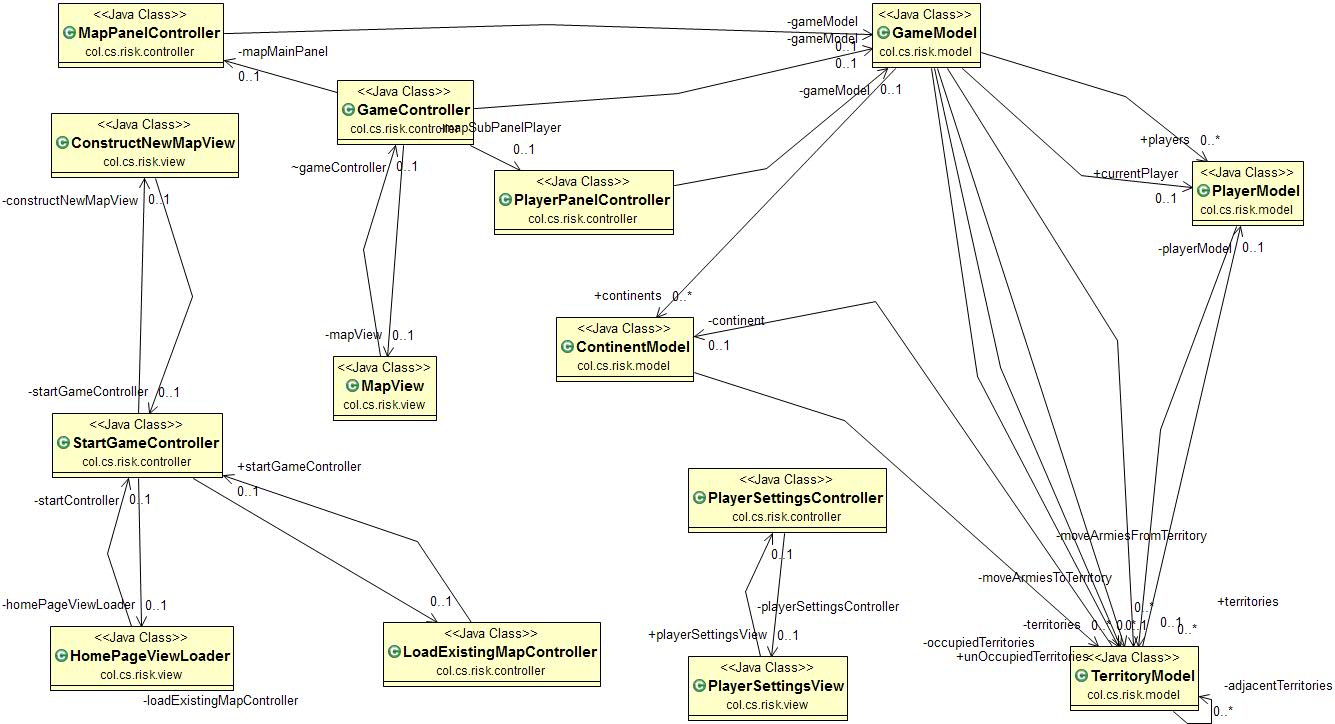 <<Java Class>>
MapPanelController
col.cs.risk.controller
-gameModel
-gameModel
0..1
0..1
<<Java Class>>
GameModel
col.cs.risk.model
-mapMainPanel
0..1
<<Java Class>>
GameController
col.cs.risk.controller
-mapSubPanelPlayer
0..1
-gameModel
0..1
<<Java Class>>
ConstructNewMapView
col.cs.risk.view
-constructNewMapView
0..1
~gameController
0..1
<<Java Class>>
PlayerPanelController
col.cs.risk.controller
+players
0..*
+currentPlayer
0..1
<<Java Class>>
PlayerModel
col.cs.risk.model
-playerModel
0..1
+continents
0..*
-continent
0..1
<<Java Class>>
ContinentModel
col.cs.risk.model
-mapView
0..1
<<Java Class>>
MapView
col.cs.risk.view
-startGameController
0..1
<<Java Class>>
StartGameController
col.cs.risk.controller
+startGameController
0..1
-startController
0..1
<<Java Class>>
PlayerSettingsController
col.cs.risk.controller
0..1
-playerSettingsController
+playerSettingsView
0..1
<<Java Class>>
PlayerSettingsView
col.cs.risk.view
-homePageViewLoader
0..1
<<Java Class>>
HomePageViewLoader
col.cs.risk.view
-loadExistingMapController
0..1
<<Java Class>>
LoadExistingMapController
col.cs.risk.controller
-moveArmiesFromTerritory
-moveArmiesToTerritory
+territories
0..*
-territories
0..*
0..1
0..1
0..*
-occupiedTerritories
+unOccupiedTerritories
<<Java Class>>
TerritoryModel
col.cs.risk.model
-adjacentTerritories
0..*